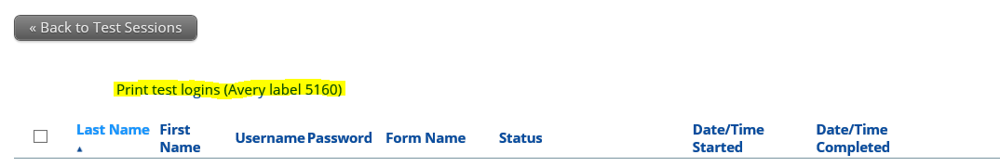 « Back to Test Sessions
Print test logins (Avery label 5160)
Last Name ▲ First Name Username Password Form Name Status Date/Time Started Date/Time Completed